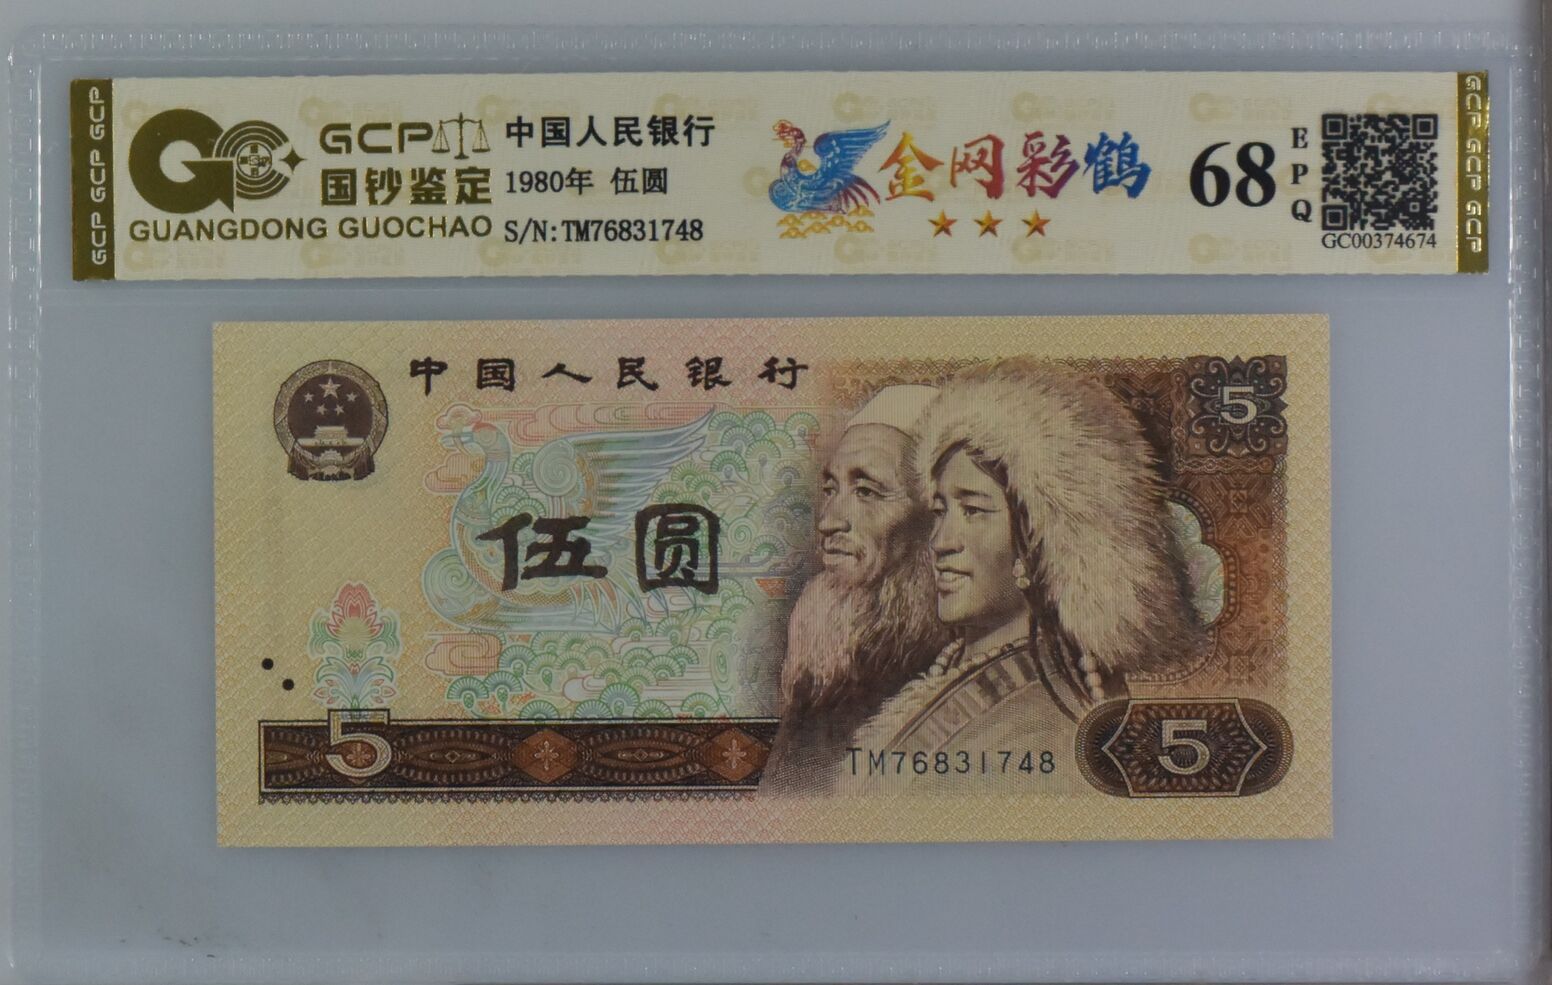 GCP GCP GCP
GCP
国钞鉴定
GUANGDONG GUOCHAO
中国人民银行
1980年 伍圆
S/N:TM76831748
金网彩鹤
68
EPQ
GC00374674
GCP GCP GCP
中国人民银行
5
伍圆
5
TM76831748
5